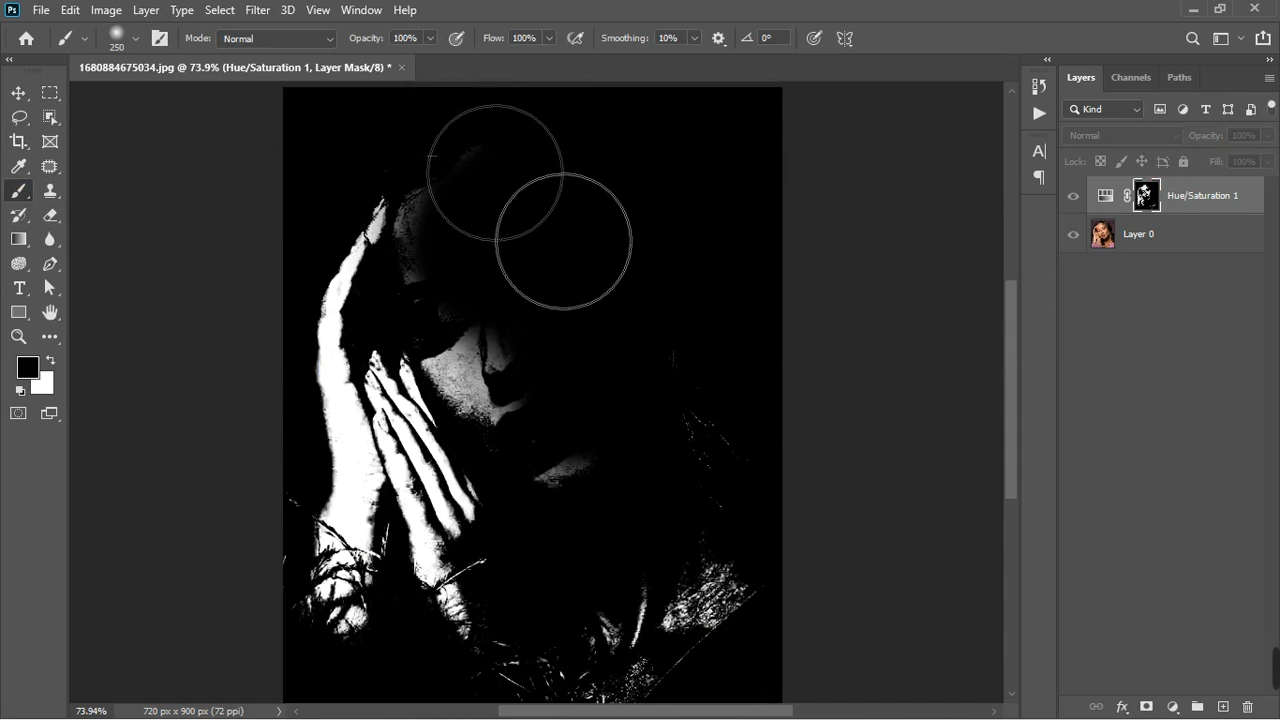 Ps File Edit Image Layer Type Select Filter 3D View Window Help
250 Mode: Normal Opacity: 100% Flow: 100% Smoothing: 10% 0°
1680884675034.jpg @ 73.9% (Hue/Saturation 1, Layer Mask/8) *
Layers Channels Paths
Kind
Normal Opacity: 100%
Lock: Fill: 100%
Hue/Saturation 1
Layer 0
73.94% 720 px x 900 px (72 ppi)